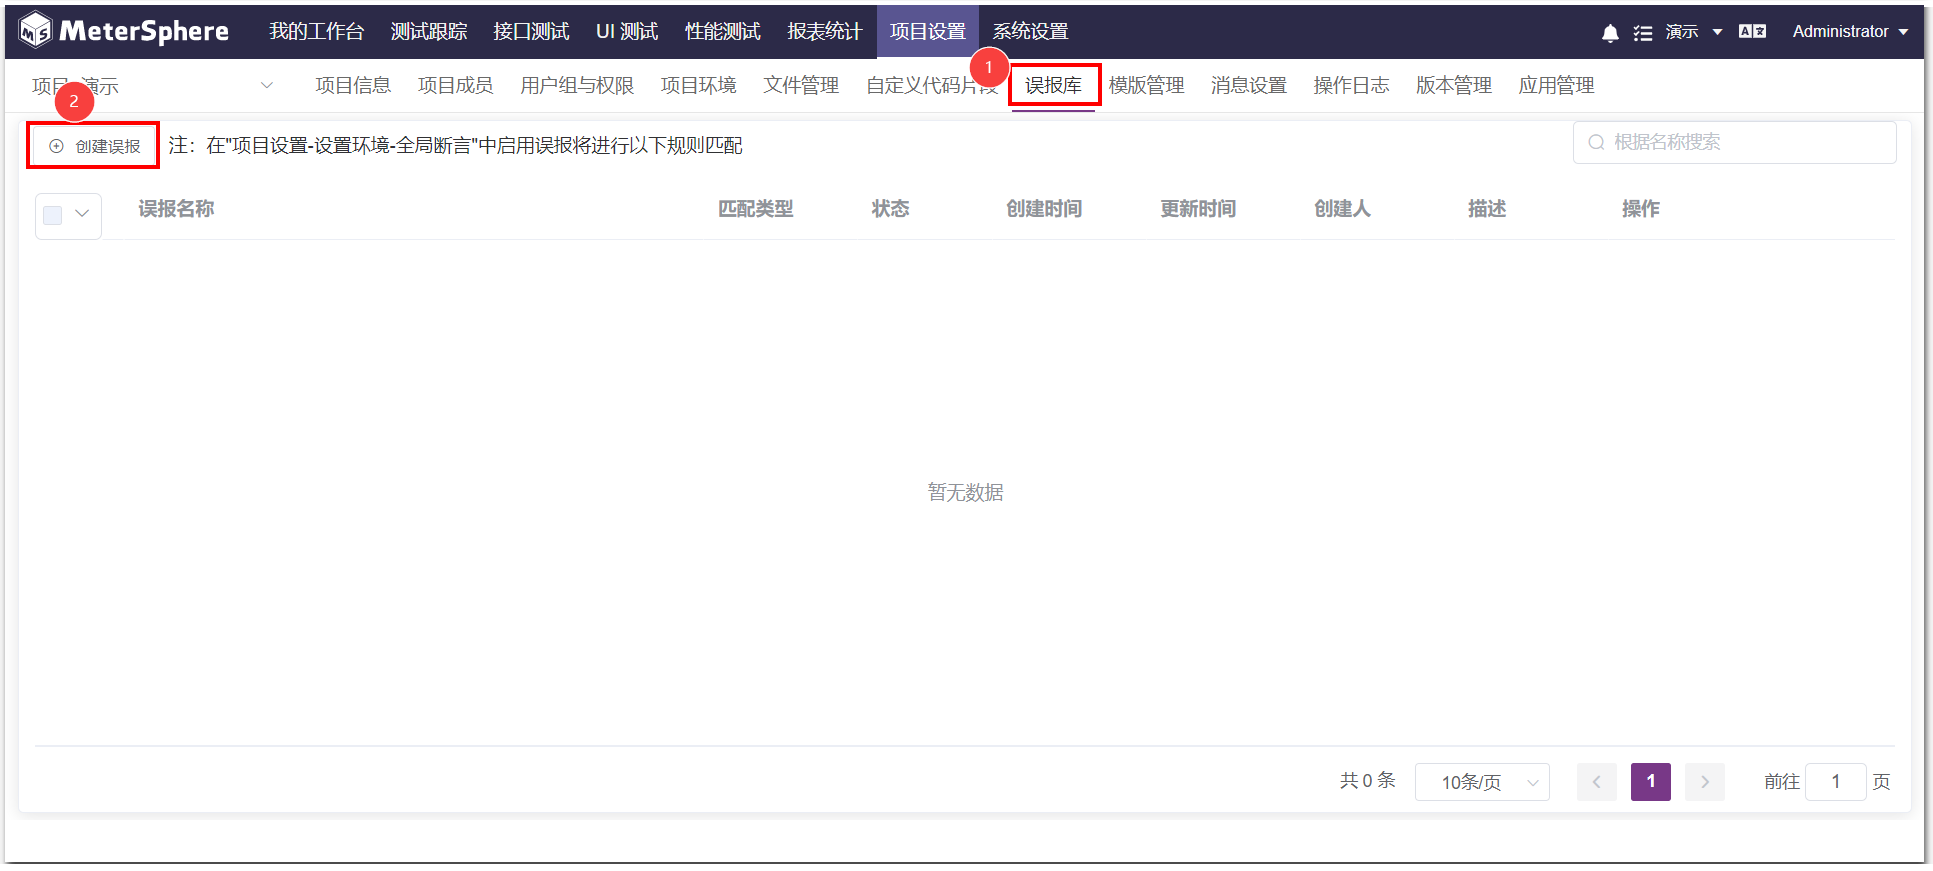 MeterSphere 我的工作台 测试跟踪 接口测试 UI 测试 性能测试 报表统计 项目设置 系统设置 演示 Administrator
项目 演示 项目信息 项目成员 用户组与权限 项目环境 文件管理 自定义代码片段 1 误报库 模版管理 消息设置 操作日志 版本管理 应用管理
2
创建误报 注：在"项目设置-设置环境-全局断言"中启用误报将进行以下规则匹配 根据名称搜索
误报名称 匹配类型 状态 创建时间 更新时间 创建人 描述 操作
暂无数据
共 0 条 10条/页 1 前往 1 页